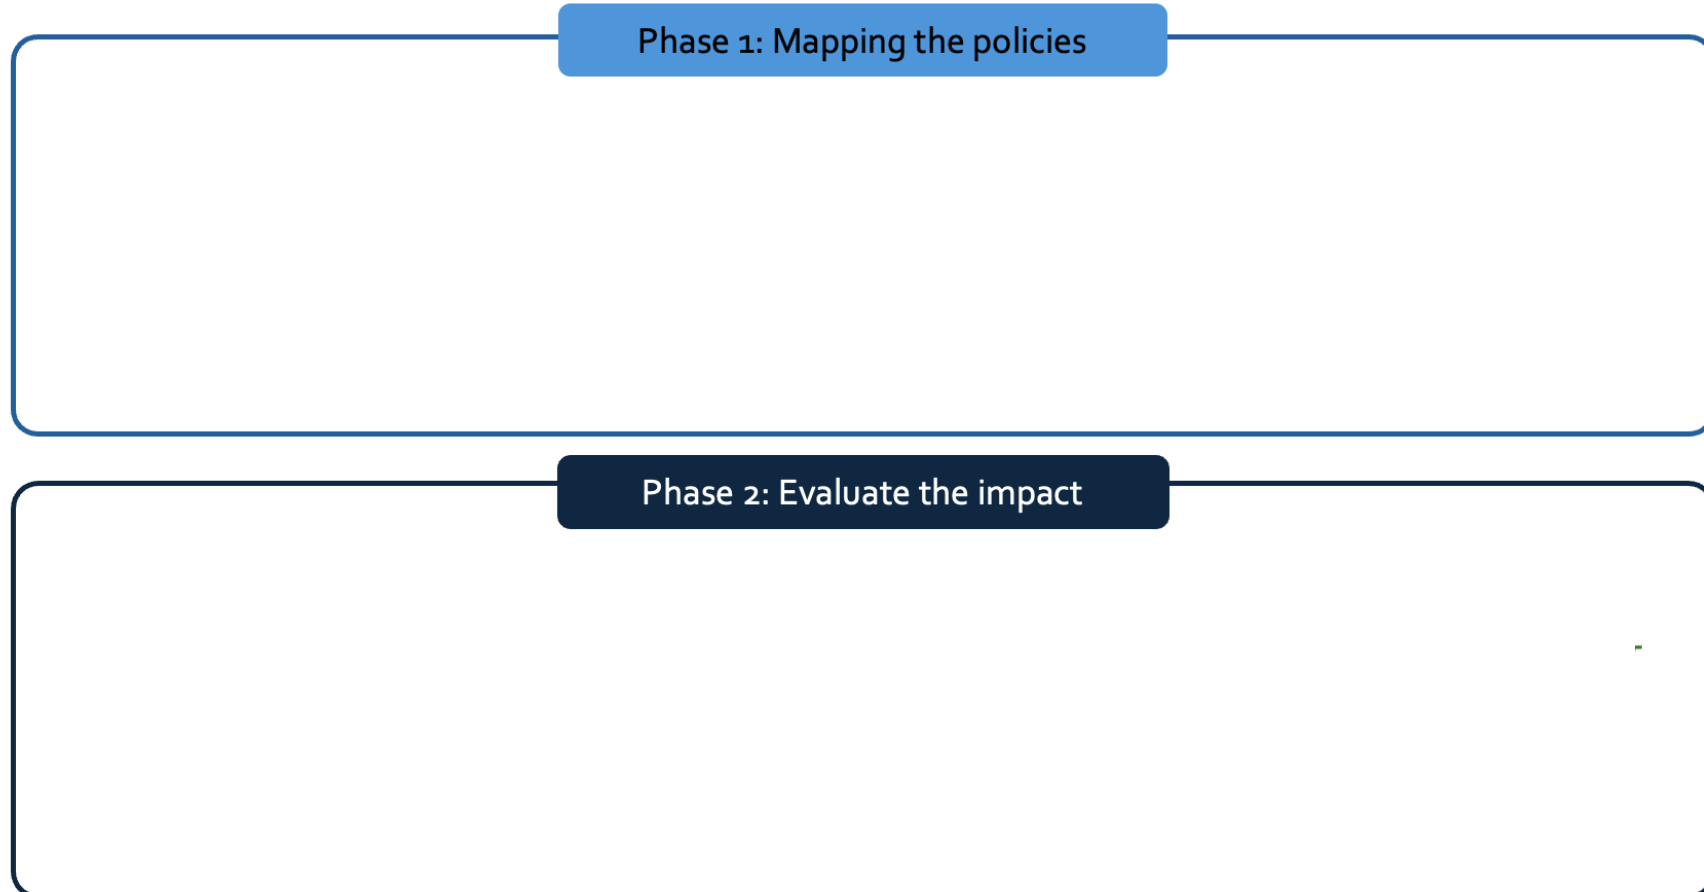 Phase 1: Mapping the policies
Phase 2: Evaluate the impact